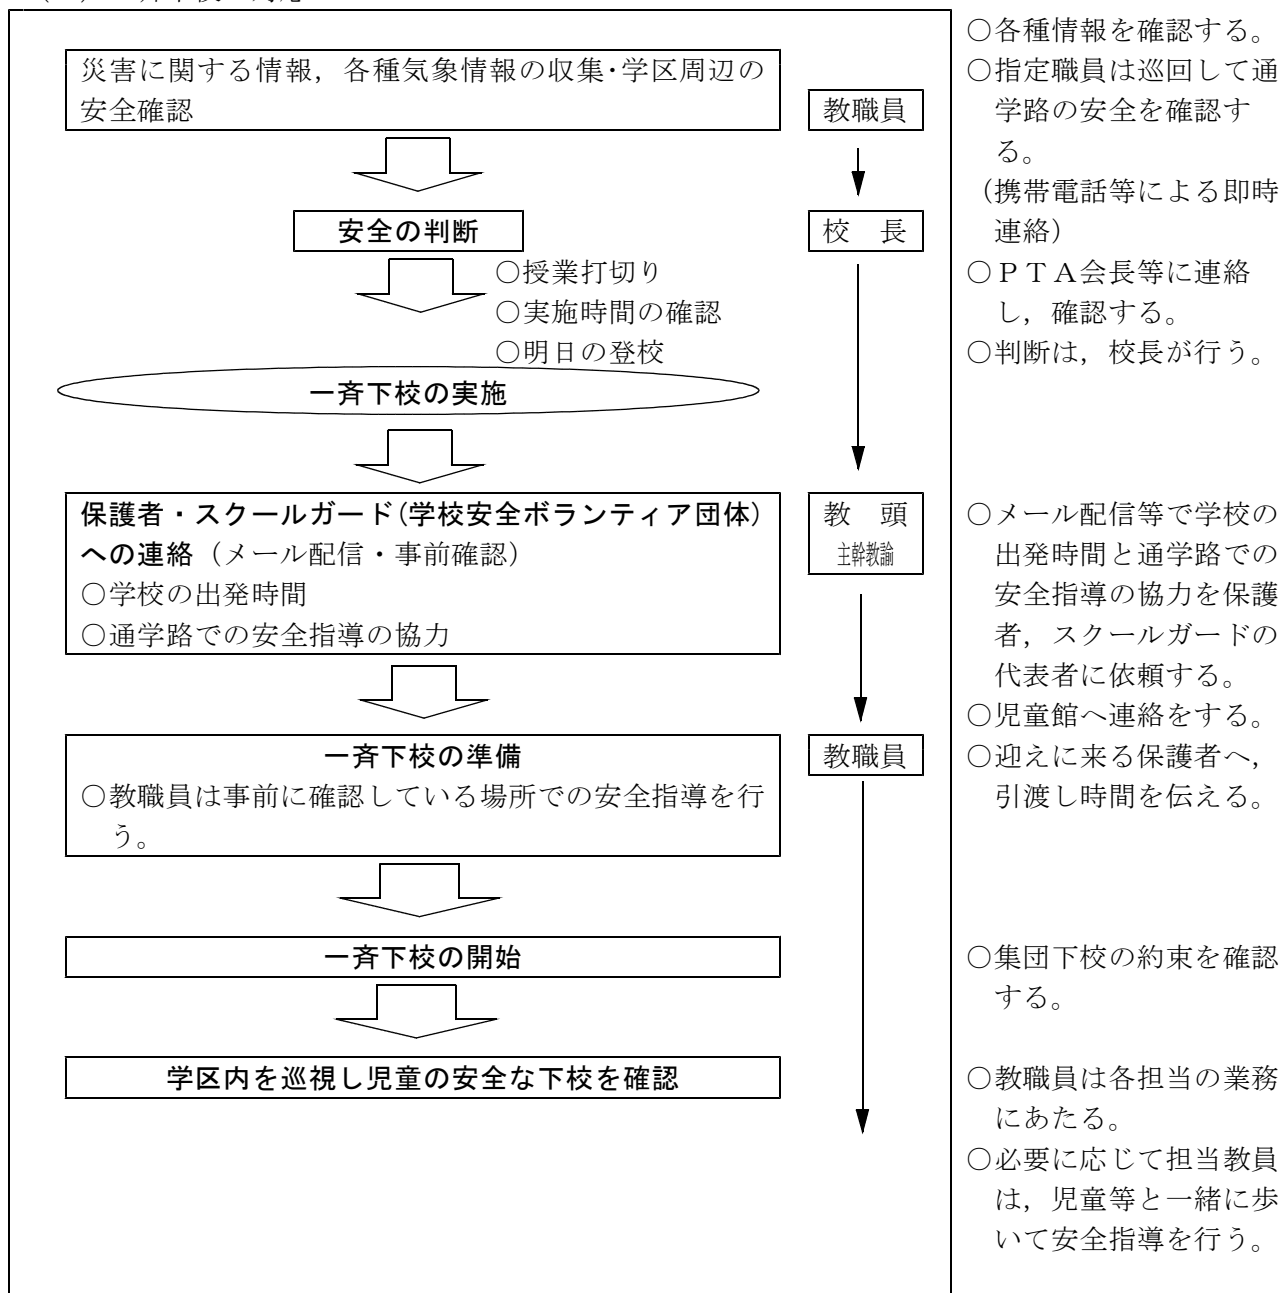 災害に関する情報，各種気象情報の収集・学区周辺の
安全確認
教職員
安全の判断
校　長
○授業打切り
○実施時間の確認
○明日の登校
一斉下校の実施
保護者・スクールガード（学校安全ボランティア団体）
への連絡（メール配信・事前確認）
○学校の出発時間
○通学路での安全指導の協力
教　頭
主幹教諭
一斉下校の準備
○教職員は事前に確認している場所での安全指導を行
う。
教職員
一斉下校の開始
学区内を巡視し児童の安全な下校を確認
○各種情報を確認する。
○指定職員は巡回して通
学路の安全を確認す
る。
（携帯電話等による即時
連絡）
○ＰＴＡ会長等に連絡
し，確認する。
○判断は，校長が行う。
○メール配信等で学校の
出発時間と通学路での
安全指導の協力を保護
者，スクールガードの
代表者に依頼する。
○児童館へ連絡をする。
○迎えに来る保護者へ，
引渡し時間を伝える。
○集団下校の約束を確認
する。
○教職員は各担当の業務
にあたる。
○必要に応じて担当教員
は，児童等と一緒に歩
いて安全指導を行う。